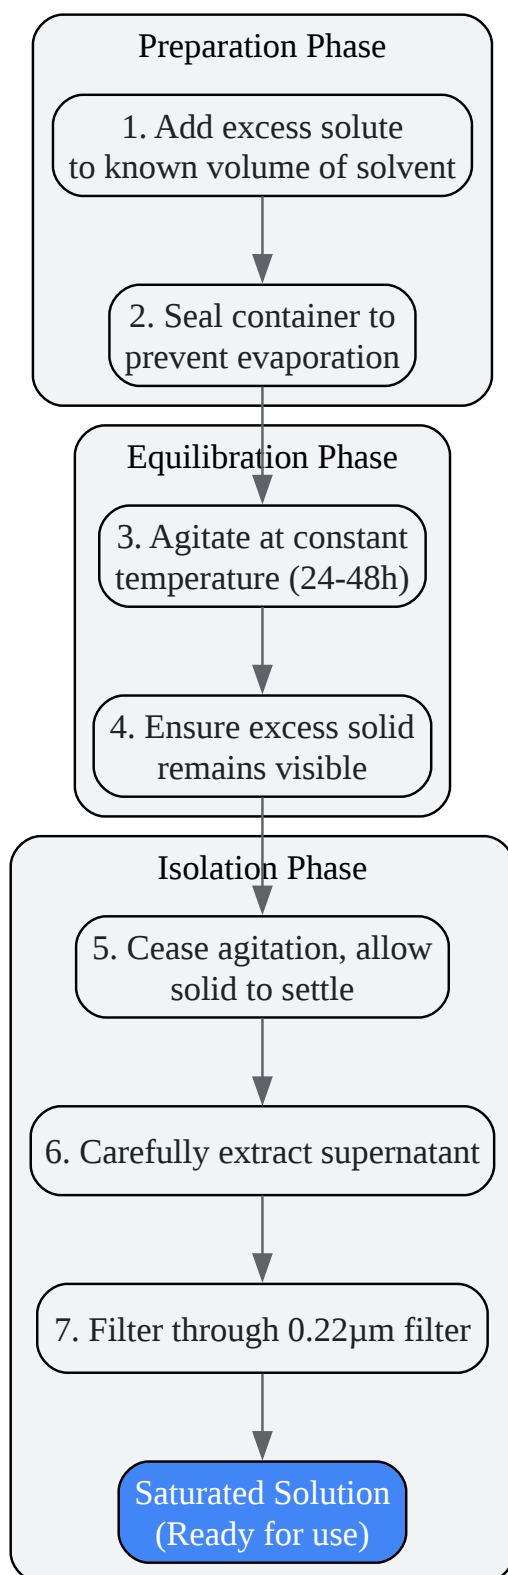 Preparation Phase
1. Add excess solute
to known volume of solvent
2. Seal container to
prevent evaporation
Equilibration Phase
3. Agitate at constant
temperature (24-48h)
4. Ensure excess solid
remains visible
Isolation Phase
5. Cease agitation, allow
solid to settle
6. Carefully extract supernatant
7. Filter through 0.22µm filter
Saturated Solution
(Ready for use)